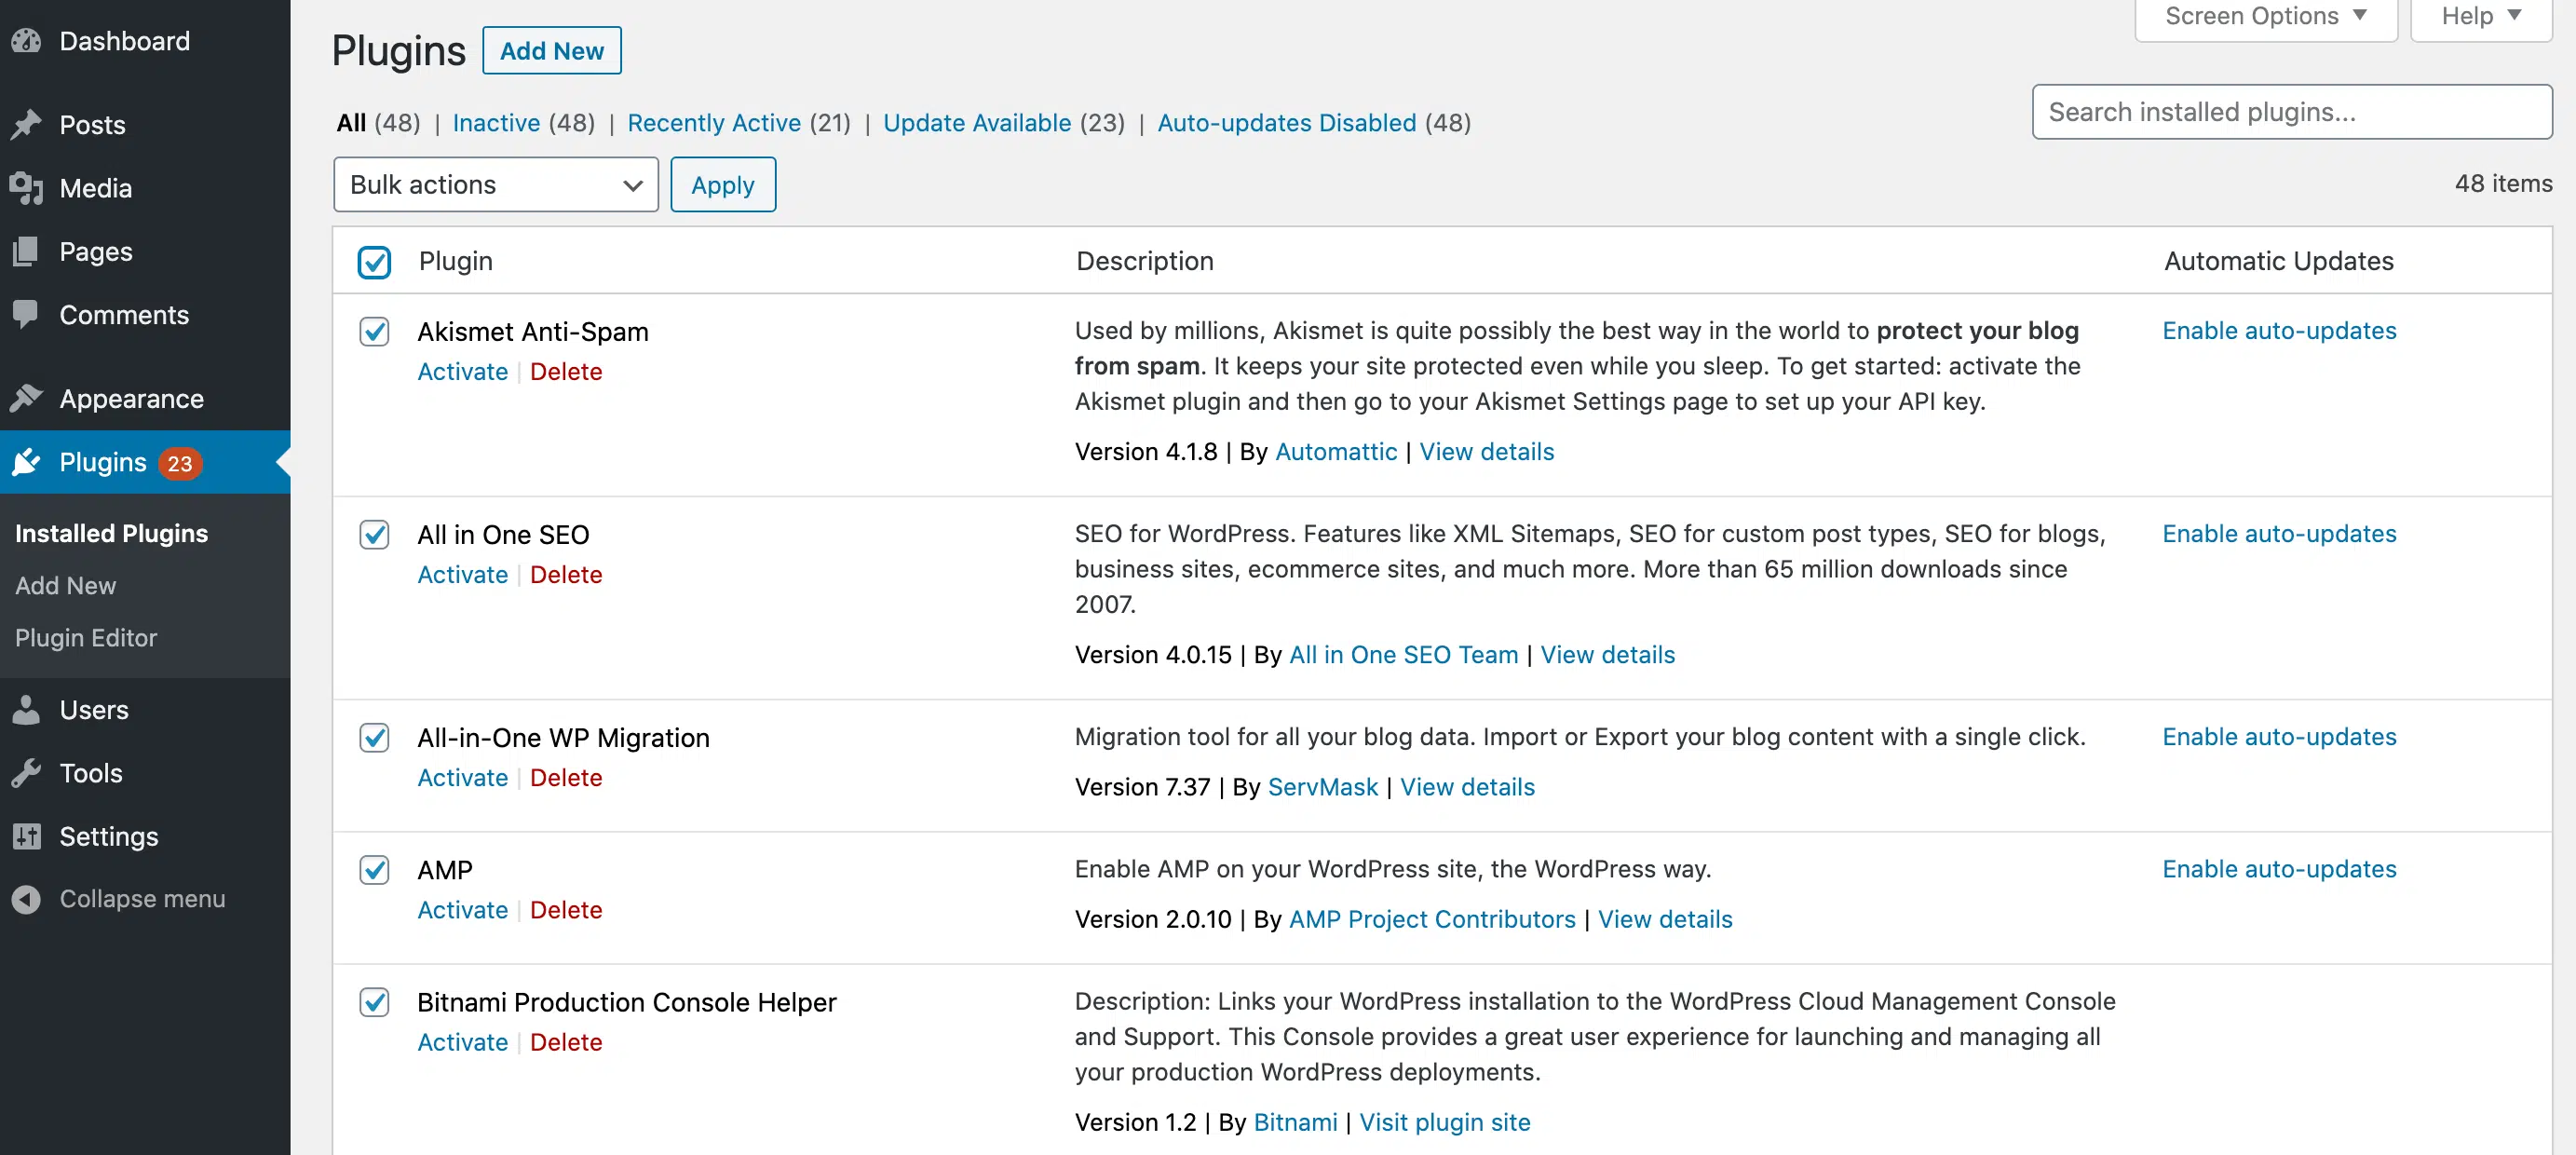 Dashboard
Posts
Media
Pages
Comments
Appearance
Plugins 23
Installed Plugins
Add New
Plugin Editor
Users
Tools
Settings
Collapse menu
Screen Options
Help
Plugins Add New
All (48) | Inactive (48) | Recently Active (21) | Update Available (23) | Auto-updates Disabled (48)
Search installed plugins...
Bulk actions Apply
48 items
Plugin Description Automatic Updates
Akismet Anti-Spam
Activate | Delete
Used by millions, Akismet is quite possibly the best way in the world to protect your blog
from spam. It keeps your site protected even while you sleep. To get started: activate the
Akismet plugin and then go to your Akismet Settings page to set up your API key.
Version 4.1.8 | By Automattic | View details
Enable auto-updates
All in One SEO
Activate | Delete
SEO for WordPress. Features like XML Sitemaps, SEO for custom post types, SEO for blogs,
business sites, ecommerce sites, and much more. More than 65 million downloads since
2007.
Version 4.0.15 | By All in One SEO Team | View details
Enable auto-updates
All-in-One WP Migration
Activate | Delete
Migration tool for all your blog data. Import or Export your blog content with a single click.
Version 7.37 | By ServMask | View details
Enable auto-updates
AMP
Activate | Delete
Enable AMP on your WordPress site, the WordPress way.
Version 2.0.10 | By AMP Project Contributors | View details
Enable auto-updates
Bitnami Production Console Helper
Activate | Delete
Description: Links your WordPress installation to the WordPress Cloud Management Console
and Support. This Console provides a great user experience for launching and managing all
your production WordPress deployments.
Version 1.2 | By Bitnami | Visit plugin site